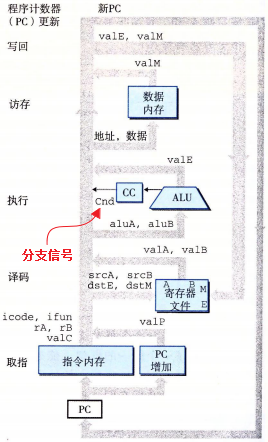 程序计数器
（PC）更新
新PC
写回
valE, valM
valM
访存
数据
内存
地址，数据
valE
执行
Cnd
CC
ALU
分支信号
aluA, aluB
valA, valB
译码
srcA, srcB
dstE, dstM
A B
M
寄存器
文件
E
icode, ifun
rA, rB
valC
valP
取指
指令内存
PC
增加
PC